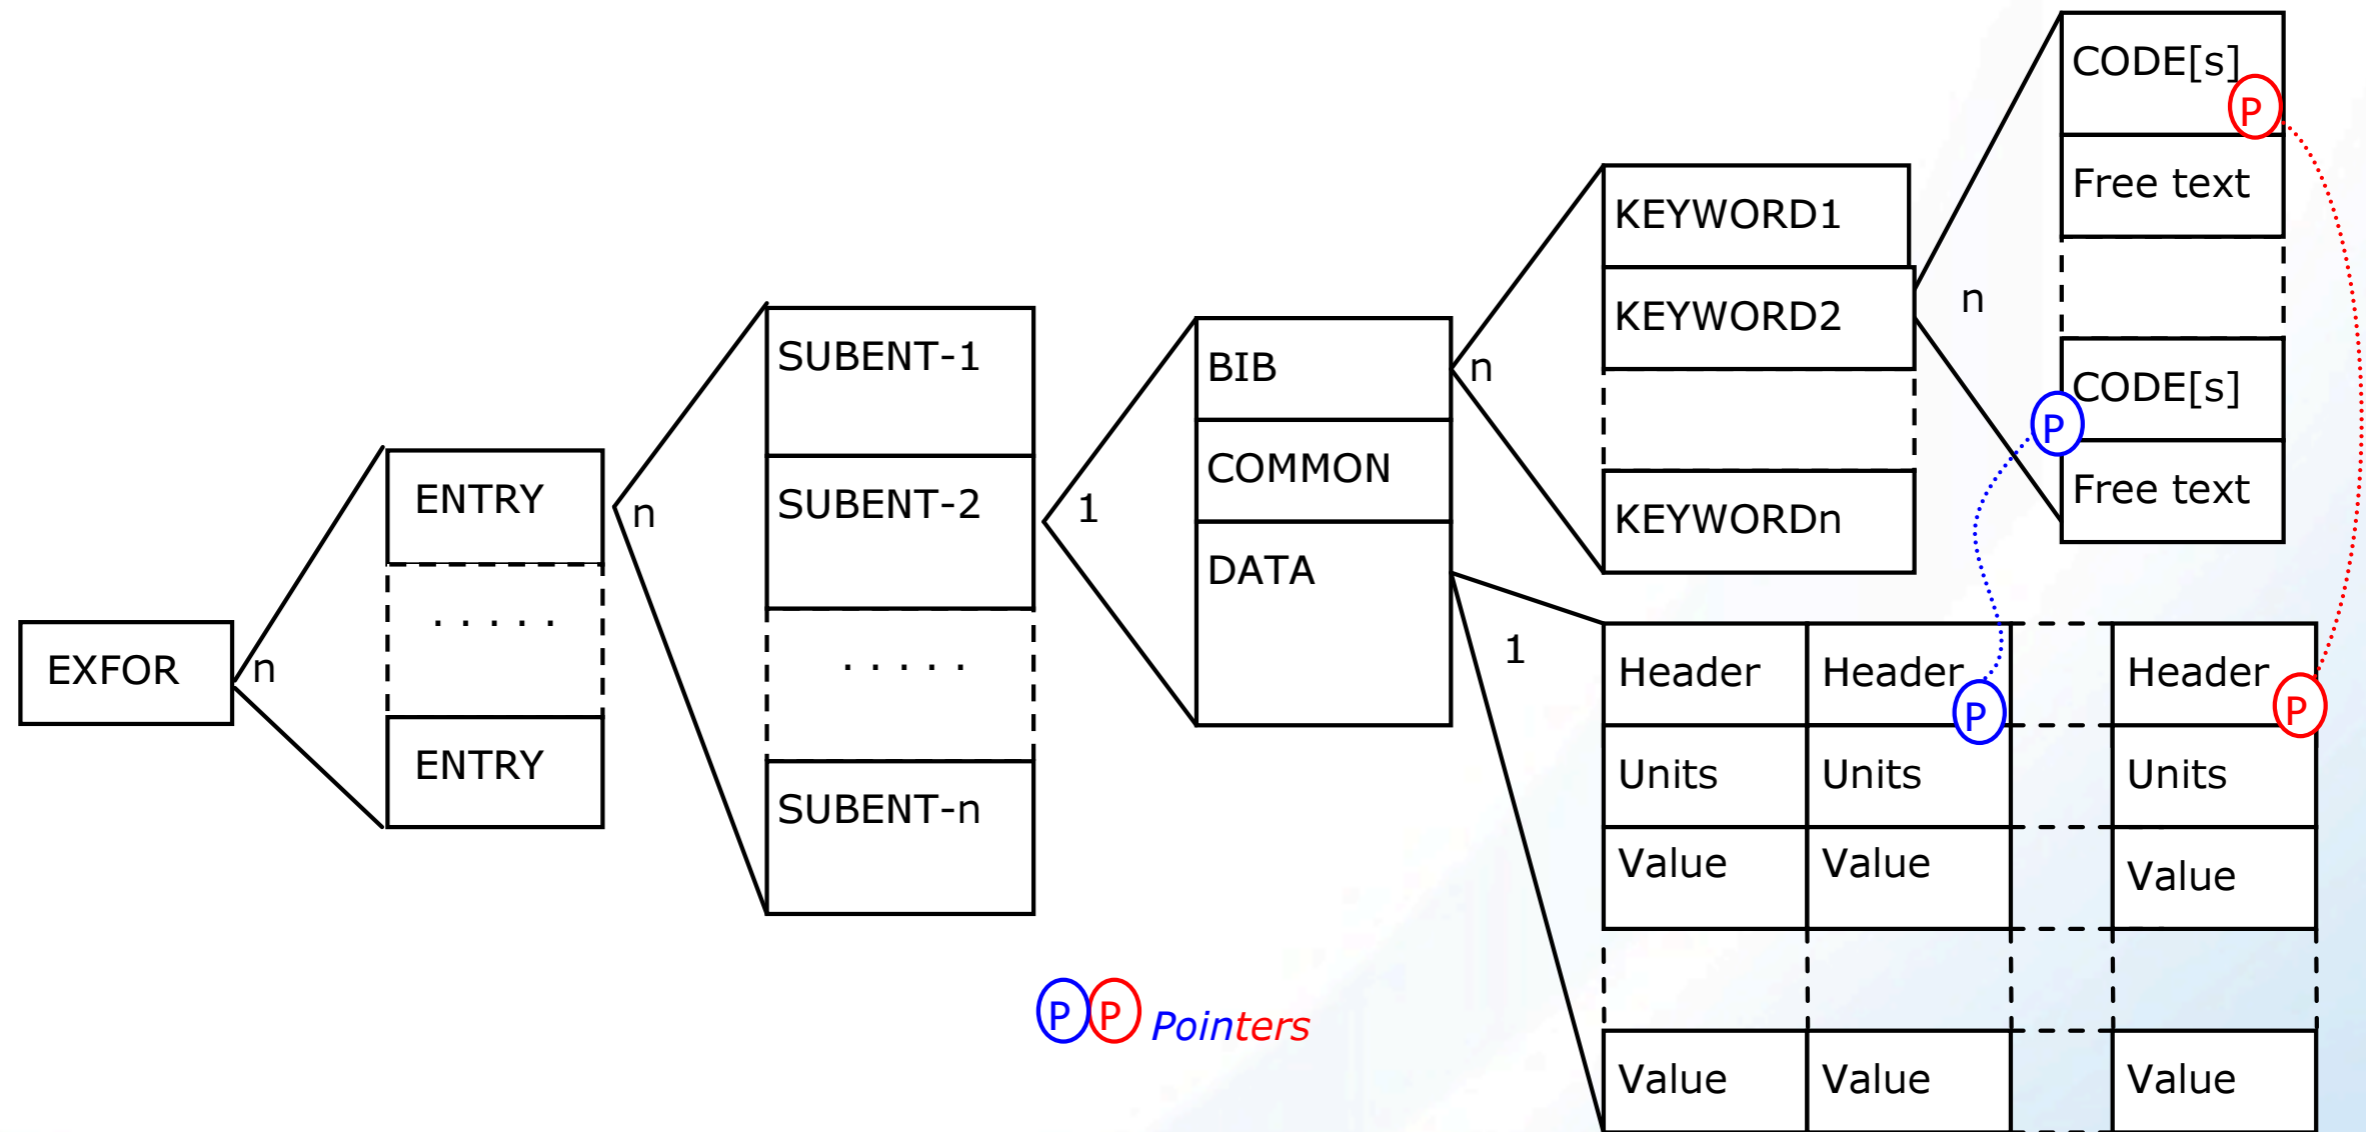 EXFOR
n
ENTRY
. . . . .
ENTRY
n
SUBENT-1
SUBENT-2
. . . . .
SUBENT-n
1
BIB
COMMON
DATA
n
KEYWORD1
KEYWORD2
KEYWORDn
n
CODE[s]
P
Free text
CODE[s]
P
Free text
1
Header Header Header
P P
Units Units Units
Value Value Value
Value Value Value
P P Pointers